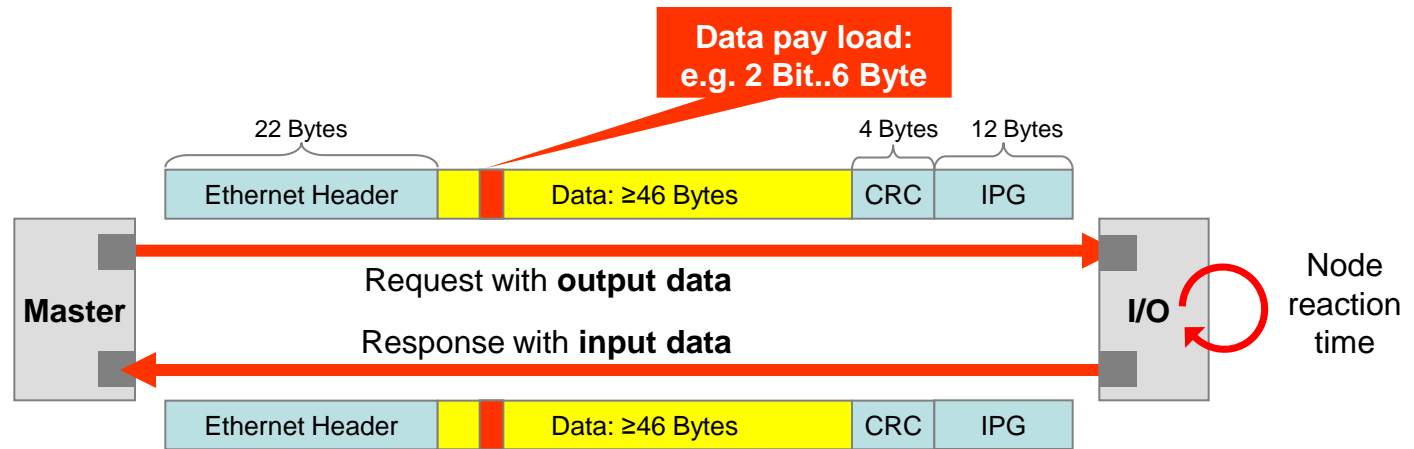 Data pay load:
e.g. 2 Bit..6 Byte
22 Bytes
4 Bytes
12 Bytes
Ethernet Header
Data: ≥46 Bytes
CRC
IPG
Request with output data
Master
I/O
Node
reaction
time
Response with input data
Ethernet Header
Data: ≥46 Bytes
CRC
IPG